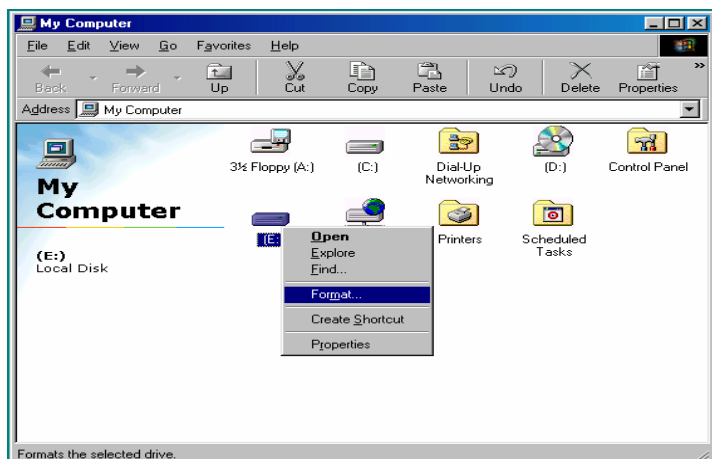 My Computer
File Edit View Go Favorites Help
Back Forward Up Cut Copy Paste Undo Delete Properties »
Address My Computer
3½ Floppy (A:) (C:) Dial-Up Networking (D:) Control Panel
My
Computer
(E: Printers Scheduled Tasks
(E:)
Local Disk
Open
Explore
Find...
Format...
Create Shortcut
Properties
Formats the selected drive.